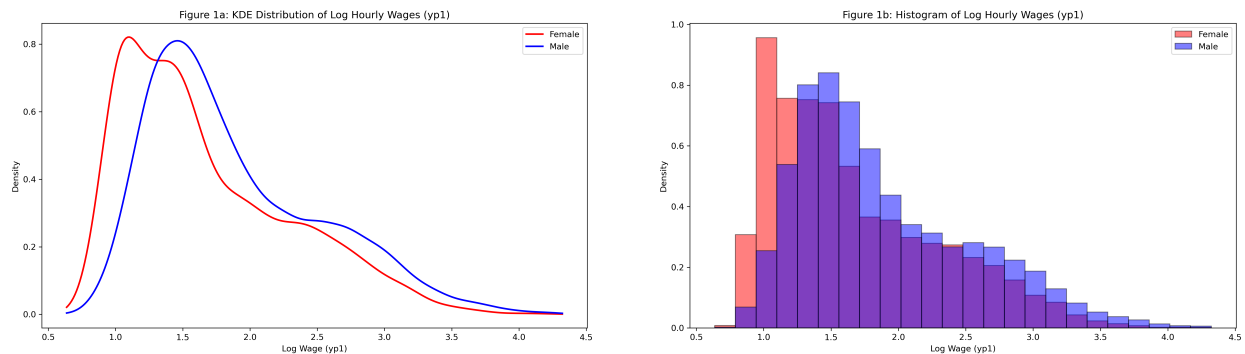 Figure 1a: KDE Distribution of Log Hourly Wages (yp1)
Female
Male
0.8
0.6
0.4
0.2
0.0
Density
0.5 1.0 1.5 2.0 2.5 3.0 3.5 4.0 4.5
Log Wage (yp1)
Figure 1b: Histogram of Log Hourly Wages (yp1)
Female
Male
1.0
0.8
0.6
0.4
0.2
0.0
Density
0.5 1.0 1.5 2.0 2.5 3.0 3.5 4.0 4.5
Log Wage (yp1)